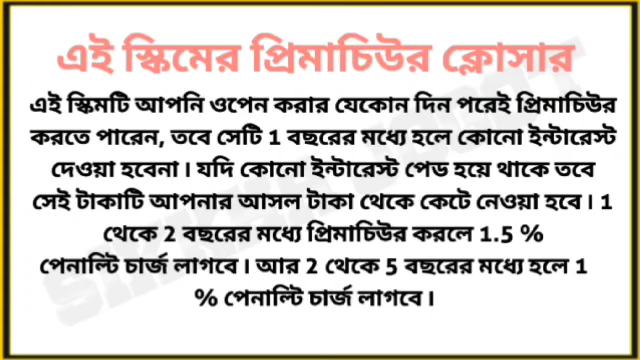 এই স্কিমের প্রিমাচিউর ক্লোসার
এই স্কিমটি আপনি ওপেন করার যেকোন দিন পরেই প্রিমাচিউর
করতে পারেন, তবে সেটি 1 বছরের মধ্যে হলে কোনো ইন্টারেস্ট
দেওয়া হবেনা । যদি কোনো ইন্টারেস্ট পেড হয়ে থাকে তবে
সেই টাকাটি আপনার আসল টাকা থেকে কেটে নেওয়া হবে । 1
থেকে 2 বছরের মধ্যে প্রিমাচিউর করলে 1.5 %
পেনাল্টি চার্জ লাগবে । আর 2 থেকে 5 বছরের মধ্যে হলে 1
% পেনাল্টি চার্জ লাগবে ।